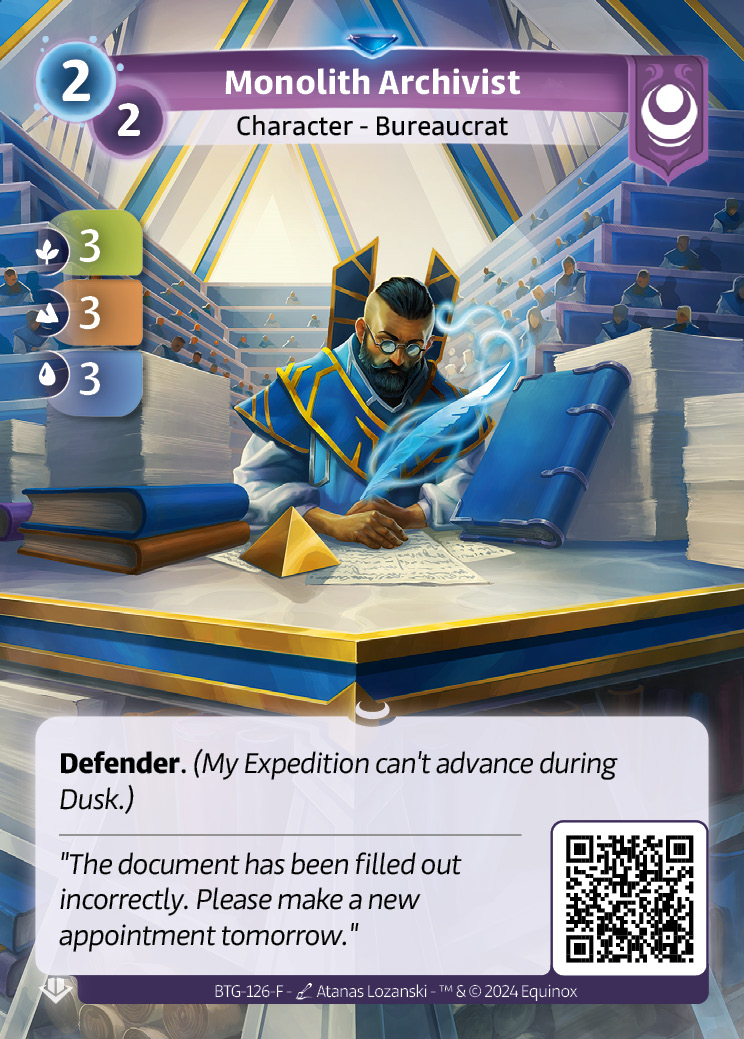 2
Monolith Archivist
2
Character - Bureaucrat
3
3
3
Defender. (My Expedition can't advance during
Dusk.)
"The document has been filled out
incorrectly. Please make a new
appointment tomorrow."
BTG-126-F - Atanas Lozanski - ™ & © 2024 Equinox